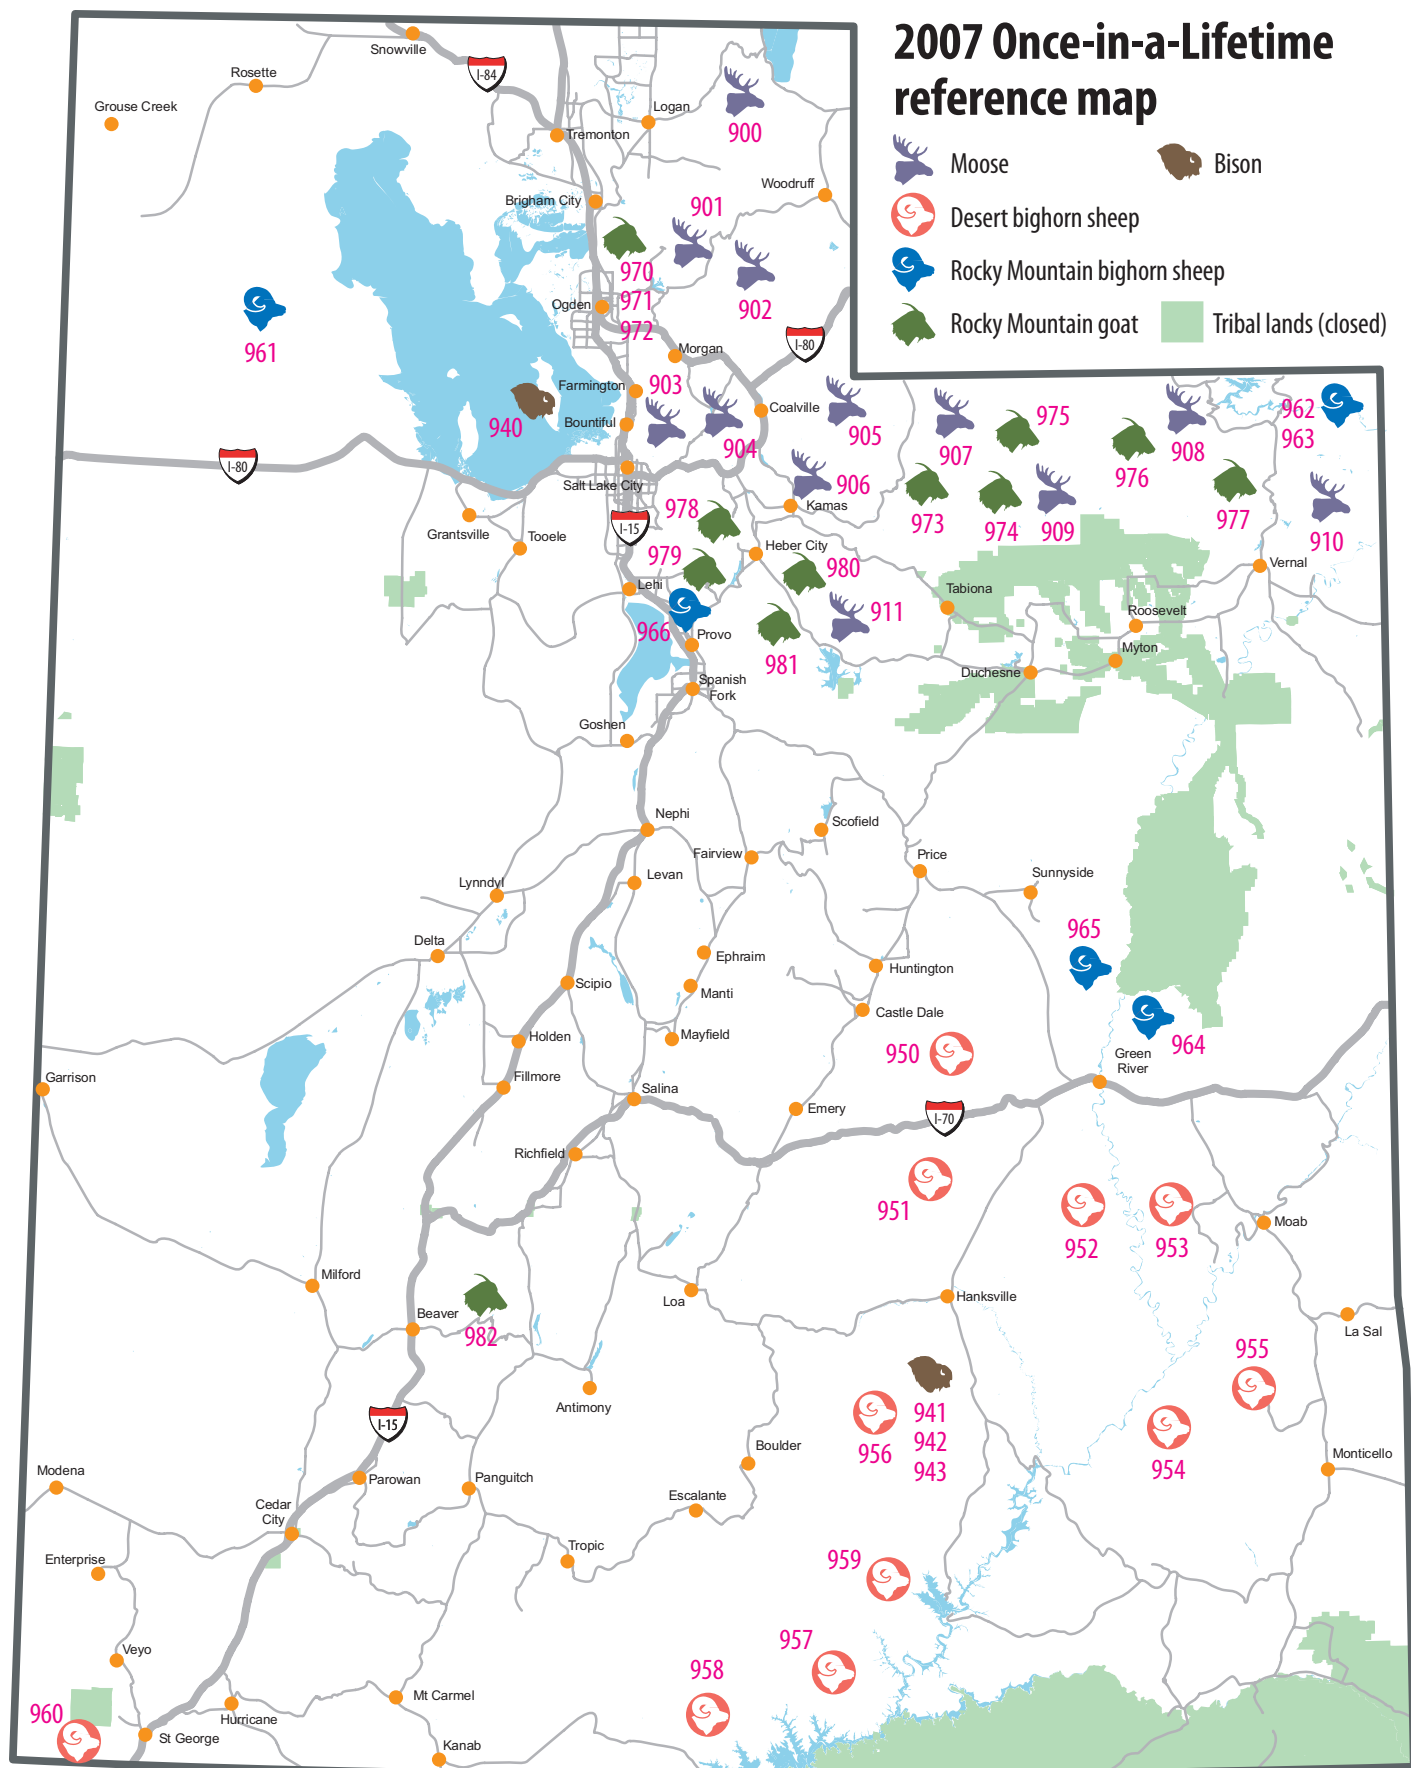 2007 Once-in-a-Lifetime
reference map
Moose
Bison
Desert bighorn sheep
Rocky Mountain bighorn sheep
Rocky Mountain goat
Tribal lands (closed)
Snowville
I-84
Rosette
Grouse Creek
Logan
900
Tremonton
Woodruff
Brigham City
901
970
971
972
902
Ogden
961
Morgan
I-80
Farmington
903
940
Bountiful
904
Coalville
905
907
975
976
908
962
963
I-80
Salt Lake City
906
Kamas
973
974
909
977
910
Grantsville
Tooele
I-15
978
979
Heber City
980
Vernal
Lehi
966
Provo
911
981
Tabiona
Roosevelt
Myton
Duchesne
Spanish
Fork
Goshen
Nephi
Scofield
Fairview
Price
Sunnyside
Levan
Lynndyl
Delta
Ephraim
965
Huntington
Scipio
Manti
Castle Dale
Holden
Mayfield
950
964
Green
River
Garrison
Fillmore
Salina
Emery
I-70
Richfield
951
952
953
Moab
Milford
Loa
Hanksville
Beaver
982
La Sal
955
Antimony
956
941
942
943
954
I-15
Boulder
Monticello
Modena
Parowan
Panguitch
Escalante
Cedar
City
Tropic
Enterprise
959
Veyo
957
958
960
Mt Carmel
Hurricane
St George
Kanab